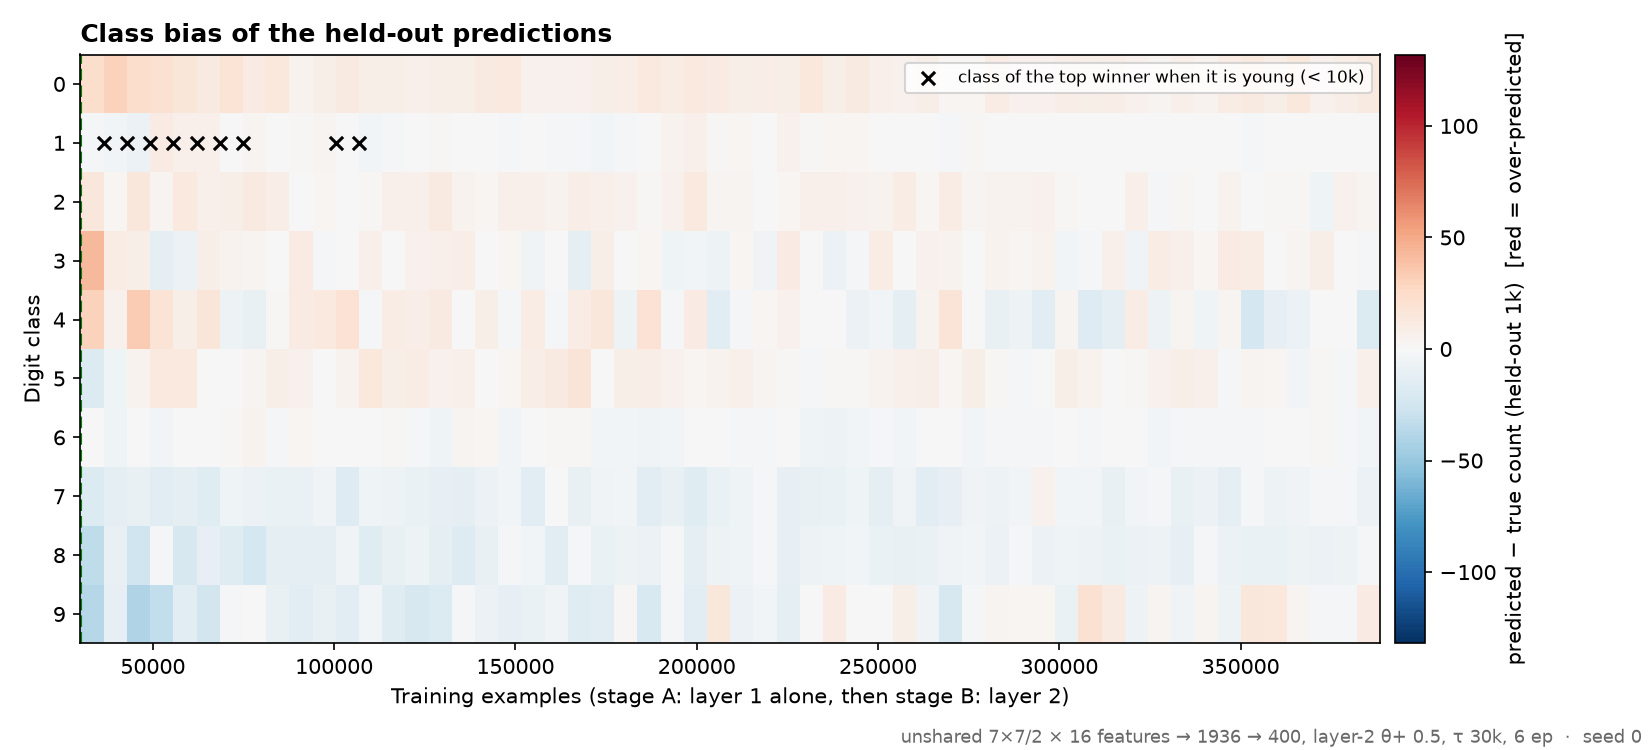 Class bias of the held-out predictions
class of the top winner when it is young (< 10k)
Digit class
0
1
2
3
4
5
6
7
8
9
50000 100000 150000 200000 250000 300000 350000
Training examples (stage A: layer 1 alone, then stage B: layer 2)
100
50
0
−50
−100
predicted − true count (held-out 1k) [red = over-predicted]
unshared 7×7/2 × 16 features → 1936 → 400, layer-2 θ+ 0.5, τ 30k, 6 ep · seed 0